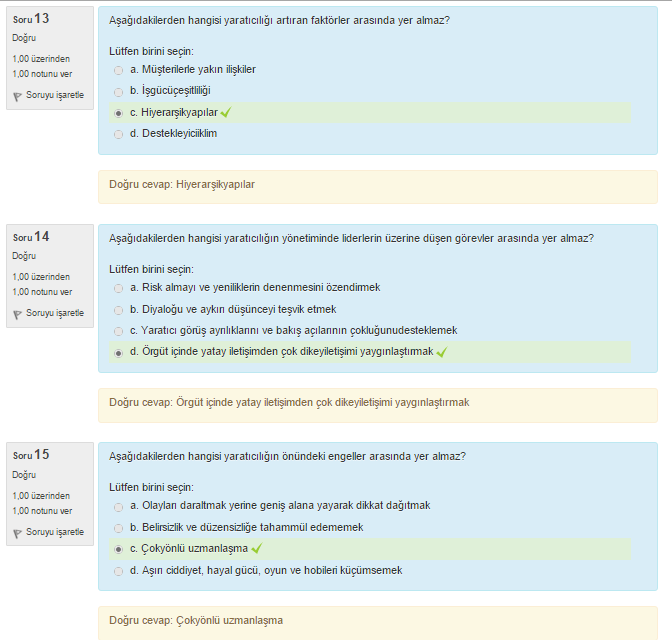 Soru 13
Doğru
1,00 üzerinden
1,00 notunu ver
Soruyu işaretle
Aşağıdakilerden hangisi yaratıcılığı artıran faktörler arasında yer almaz?
Lütfen birini seçin:
a. Müşterilerle yakın ilişkiler
b. İşgücüçeşitliliği
c. Hiyerarşikyapılar
d. Destekleyiciiklim
Doğru cevap: Hiyerarşikyapılar
Soru 14
Doğru
1,00 üzerinden
1,00 notunu ver
Soruyu işaretle
Aşağıdakilerden hangisi yaratıcılığın yönetiminde liderlerin üzerine düşen görevler arasında yer almaz?
Lütfen birini seçin:
a. Risk almayı ve yeniliklerin denenmesini özendirmek
b. Diyaloğu ve aykırı düşünceyi teşvik etmek
c. Yaratıcı görüş ayrılıklarını ve bakış açılarının çokluğunudesteklemek
d. Örgüt içinde yatay iletişimden çok dikeyiletişimi yaygınlaştırmak
Doğru cevap: Örgüt içinde yatay iletişimden çok dikeyiletişimi yaygınlaştırmak
Soru 15
Doğru
1,00 üzerinden
1,00 notunu ver
Soruyu işaretle
Aşağıdakilerden hangisi yaratıcılığın önündeki engeller arasında yer almaz?
Lütfen birini seçin:
a. Olayları daraltmak yerine geniş alana yayarak dikkat dağıtmak
b. Belirsizlik ve düzensizliğe tahammül edememek
c. Çokyönlü uzmanlaşma
d. Aşırı ciddiyet, hayal gücü, oyun ve hobileri küçümsemek
Doğru cevap: Çokyönlü uzmanlaşma